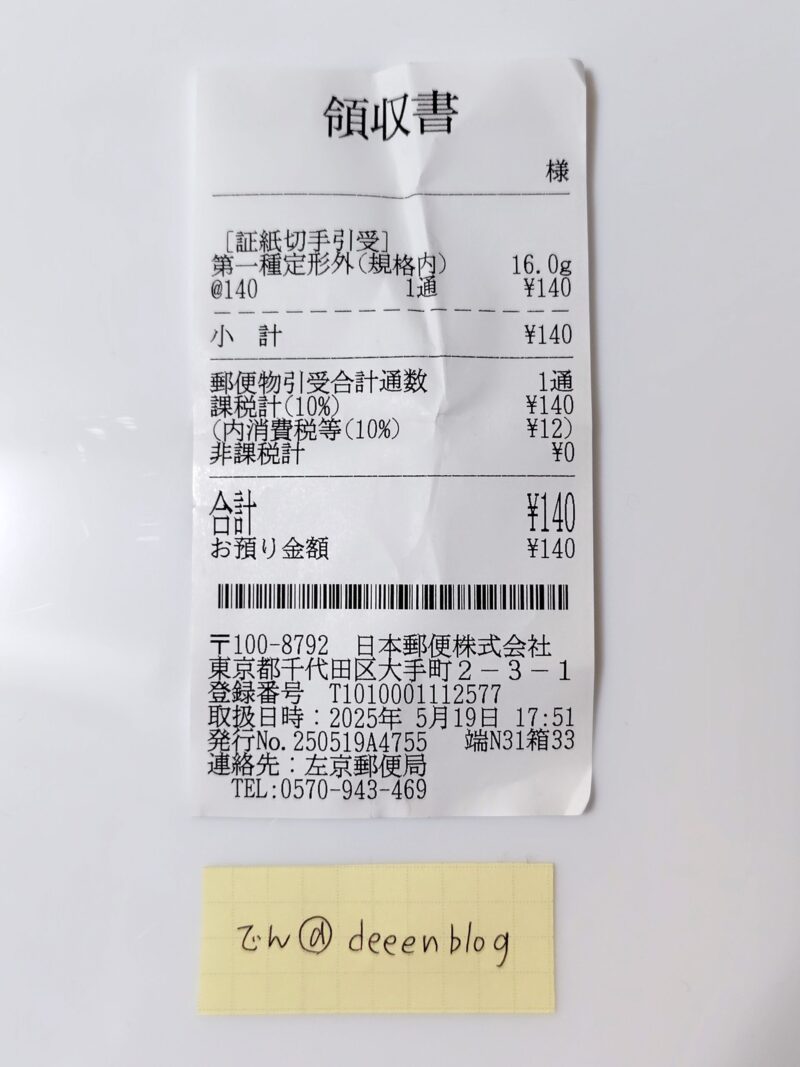 領収書
様
[証紙切手引受]
第一種定形外(規格内) 16.0g
@140 1通 ¥140
小 計 ¥140
郵便物引受合計通数 1通
課税計(10%) ¥140
(内消費税等(10%) ¥12)
非課税計 ¥0
合計 ¥140
お預り金額 ¥140
〒100-8792 日本郵便株式会社
東京都千代田区大手町2-3-1
登録番号 T1010001112577
取扱日時:2025年 5月19日 17:51
発行No.250519A4755 端N31箱33
連絡先:左京郵便局
TEL:0570-943-469
でん@deeenblog